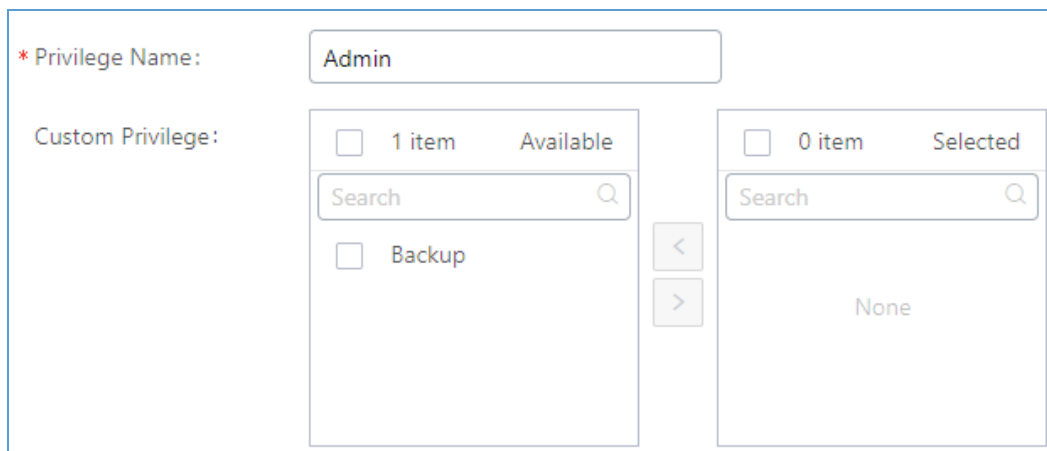 * Privilege Name: Admin
Custom Privilege: 1 item Available 0 item Selected
Search Search
Backup <
> None